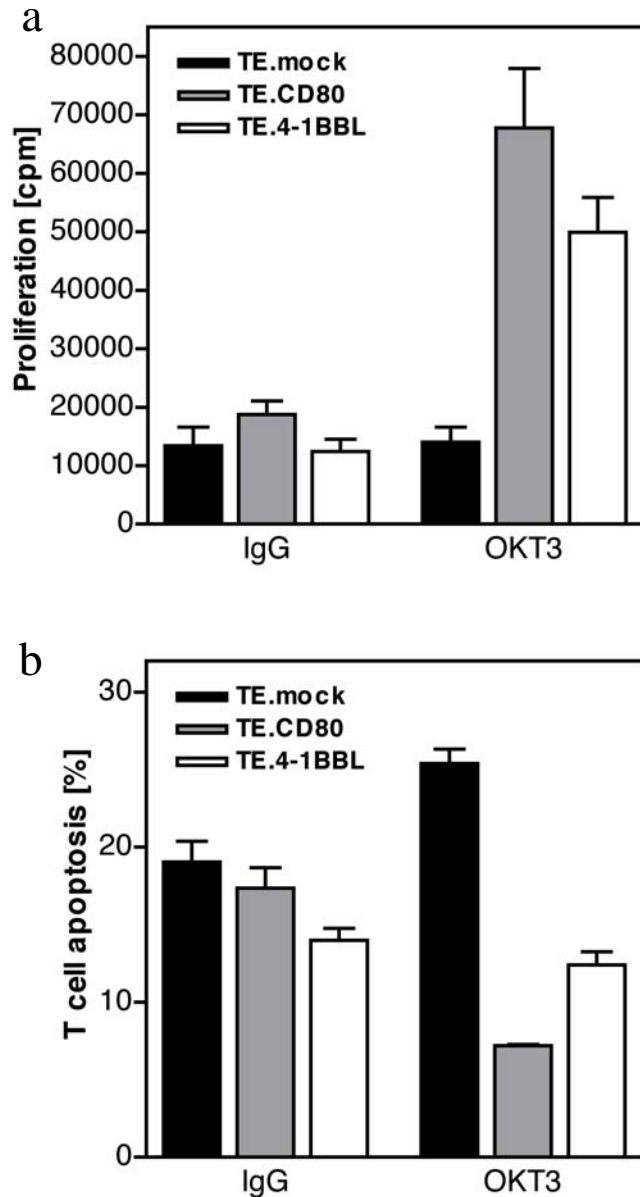 a
Proliferation [cpm]
80000
70000
60000
50000
40000
30000
20000
10000
0
TE.mock
TE.CD80
TE.4-1BBL
IgG OKT3
b
T cell apoptosis [%]
30
20
10
0
TE.mock
TE.CD80
TE.4-1BBL
IgG OKT3